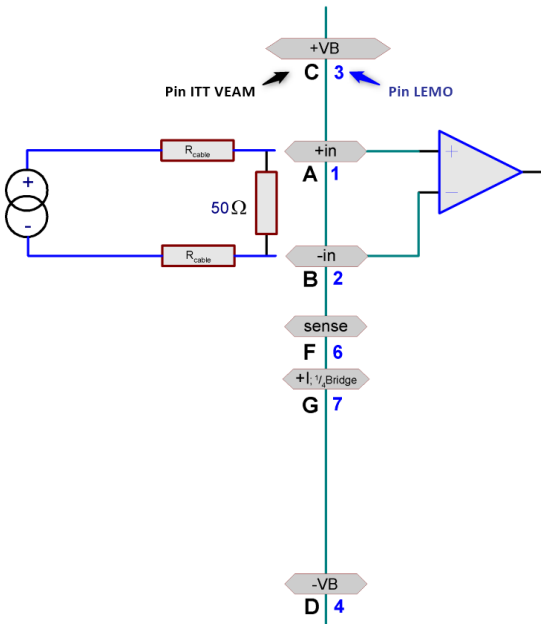 +VB
Pin ITT VEAM C 3 Pin LEMO
Rcable +in
+ + A 1
50Ω
- Rcable -in
B 2
sense
F 6
+I; 1/4Bridge
G 7
-VB
D 4